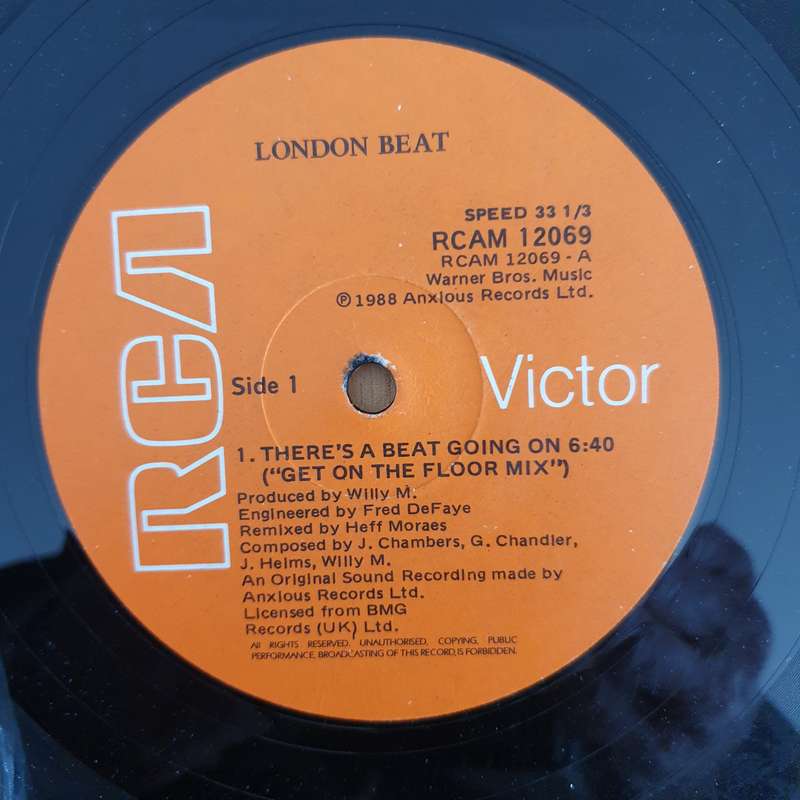 LONDON BEAT
SPEED 33 1/3
RCAM 12069
RCAM 12069 - A
Warner Bros. Music
℗ 1988 Anxious Records Ltd.
RCA
Side 1
Victor
1. THERE'S A BEAT GOING ON 6:40
("GET ON THE FLOOR MIX")
Produced by Willy M.
Engineered by Fred DeFaye
Remixed by Heff Moraes
Composed by J. Chambers, G. Chandler,
J. Helms, Willy M.
An Original Sound Recording made by
Anxious Records Ltd.
Licensed from BMG
Records (UK) Ltd.
All RIGHTS RESERVED, UNAUTHORISED, COPYING, PUBLIC
PERFORMANCE, BROADCASTING OF THIS RECORD, IS FORBIDDEN.